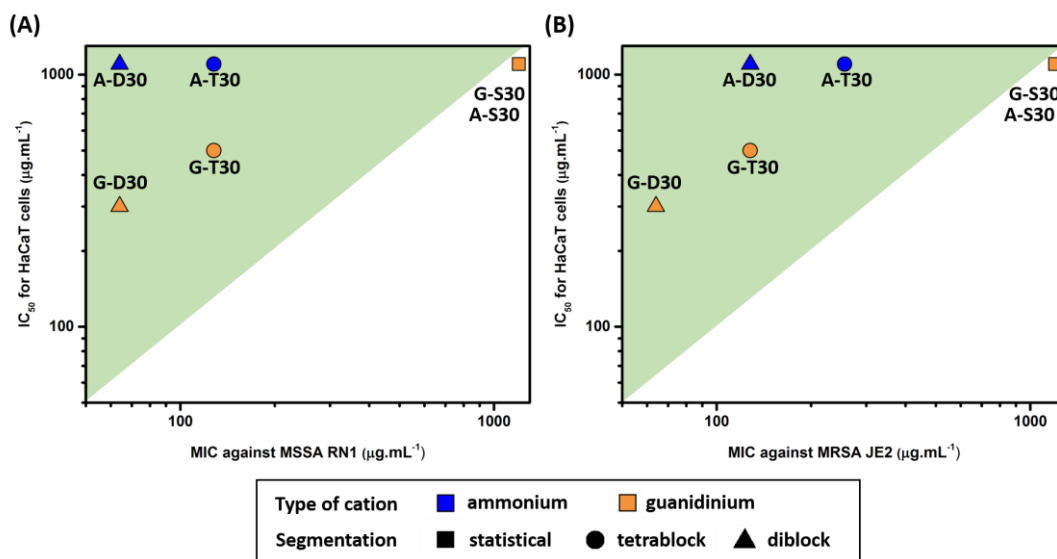 (A)
1000
100
IC₅₀ for HaCaT cells (µg.mL⁻¹)
A-D30
A-T30
G-S30
A-S30
G-T30
G-D30
100
1000
MIC against MSSA RN1 (µg.mL⁻¹)
(B)
1000
100
IC₅₀ for HaCaT cells (µg.mL⁻¹)
A-D30
A-T30
G-S30
A-S30
G-T30
G-D30
100
1000
MIC against MRSA JE2 (µg.mL⁻¹)
Type of cation ammonium guanidinium
Segmentation statistical tetrablock diblock